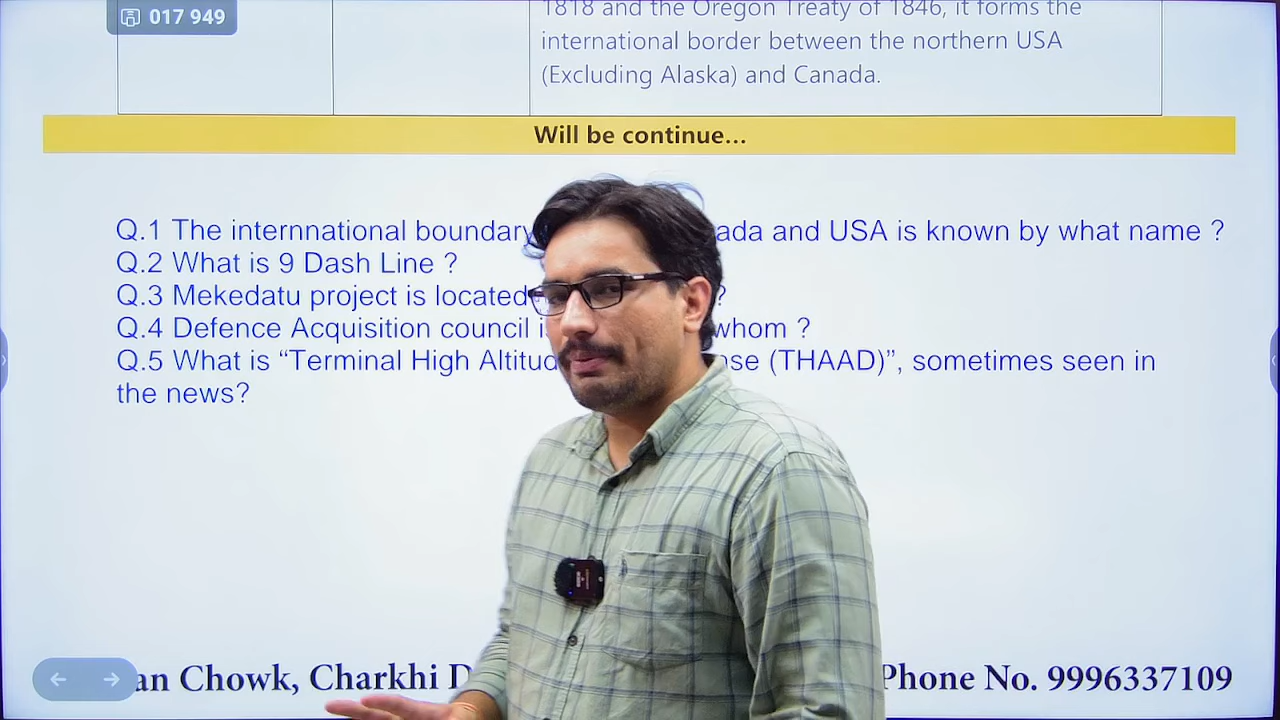 017 949
1818 and the Oregon Treaty of 1846, it forms the
international border between the northern USA
(Excluding Alaska) and Canada.
Will be continue...
Q.1 The internnational boundary ada and USA is known by what name ?
Q.2 What is 9 Dash Line ?
Q.3 Mekedatu project is located ?
Q.4 Defence Acquisition council i whom ?
Q.5 What is “Terminal High Altitud nse (THAAD)”, sometimes seen in
the news?
an Chowk, Charkhi D Phone No. 9996337109